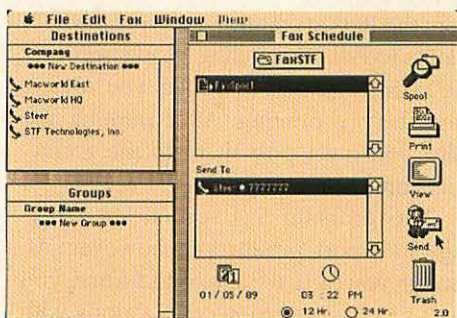 File Edit Fax Window View
Destinations
Company
*** New Destination ***
Macworld East
Macworld HQ
Steer
STF Technologies, Inc.
Groups
Group Name
*** New Group ***
Fax Schedule
FaxSTF
FaxSpool
Send To
Steer • 7777777
01/05/89
03 : 22 PM
12 Hr. 24 Hr.
Spool
Print
View
Send
Trash
2.0